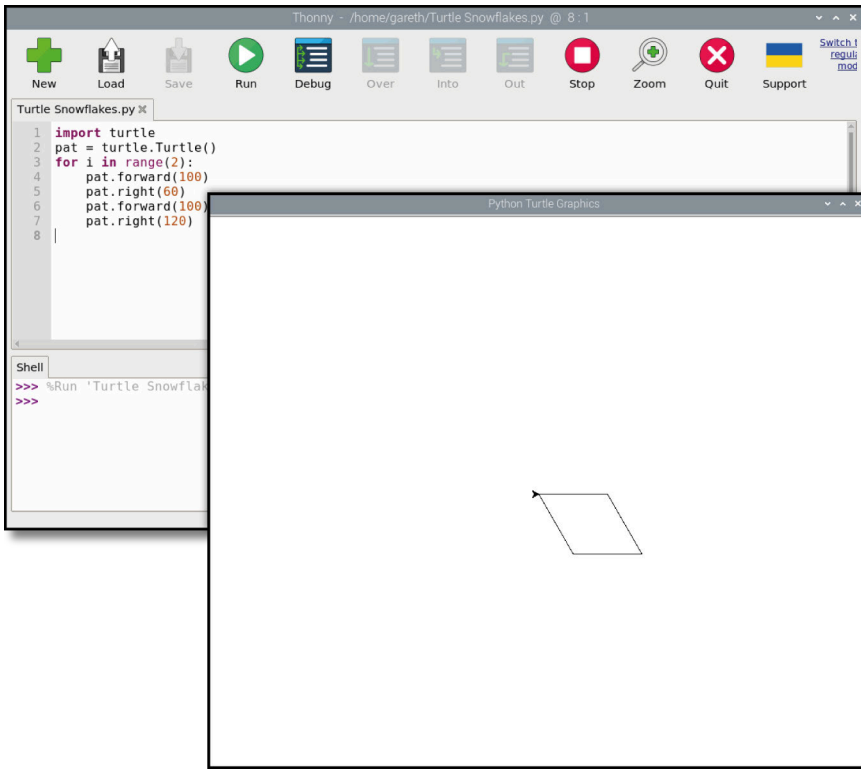 Thonny - /home/gareth/Turtle Snowflakes.py @ 8:1
New Load Save Run Debug Over Into Out Stop Zoom Quit Support
Switch t
regula
mod
Turtle Snowflakes.py
1 import turtle
2 pat = turtle.Turtle()
3 for i in range(2):
4     pat.forward(100)
5     pat.right(60)
6     pat.forward(100)
7     pat.right(120)
8
Shell
>>> %Run 'Turtle Snowflak
>>>
Python Turtle Graphics